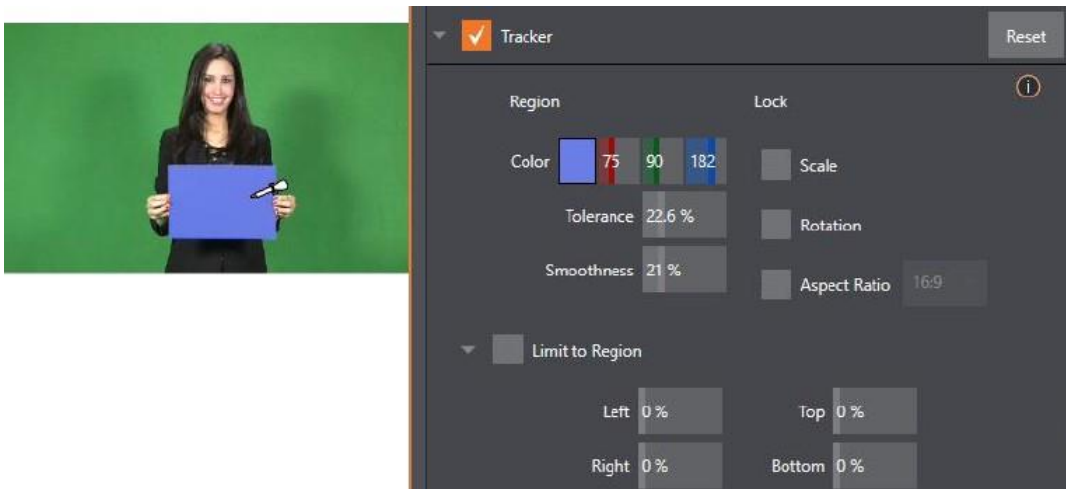 Tracker
Reset
Region
Lock
Color 75 90 182
Scale
Tolerance 22.6 %
Rotation
Smoothness 21 %
Aspect Ratio 16:9
Limit to Region
Left 0 %
Top 0 %
Right 0 %
Bottom 0 %